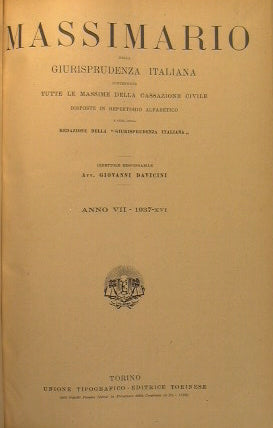 MASSIMARIO
DELLA
GIURISPRUDENZA ITALIANA
CONTENENTE
TUTTE LE MASSIME DELLA CASSAZIONE CIVILE
DISPOSTE IN REPERTORIO ALFABETICO
A CURA DELLA
REDAZIONE DELLA "GIURISPRUDENZA ITALIANA„
DIRETTORE RESPONSABILE
Avv. GIOVANNI DAVICINI
ANNO VII - 1937-XVI
TORINO
UNIONE TIPOGRAFICO-EDITRICE TORINESE